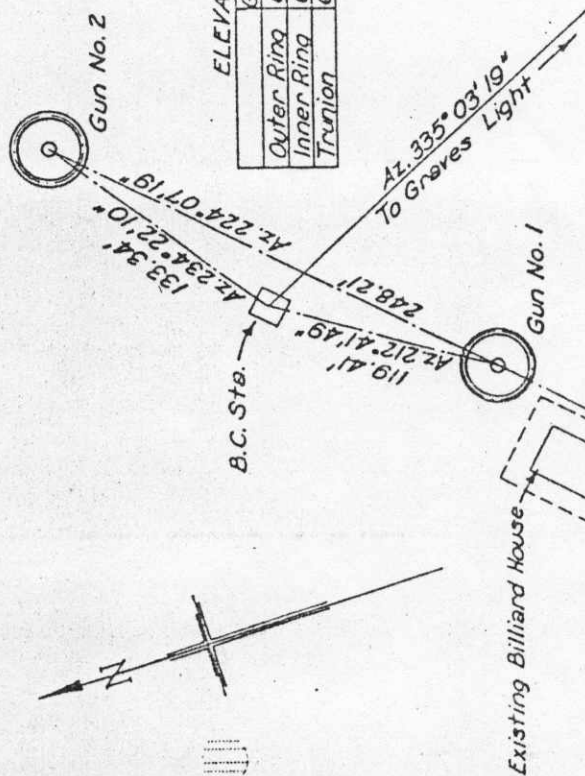 Gun No. 2
ELEVA
Outer Ring
Inner Ring
Trunion
133.34'
Az. 234° 22' 10"
Az. 224° 07' 19"
248.21'
B.C. Sta.
Az. 335° 03' 19"
To Graves Light
119.41'
Az. 212° 41' 49"
Gun No. 1
Existing Billiard House
N